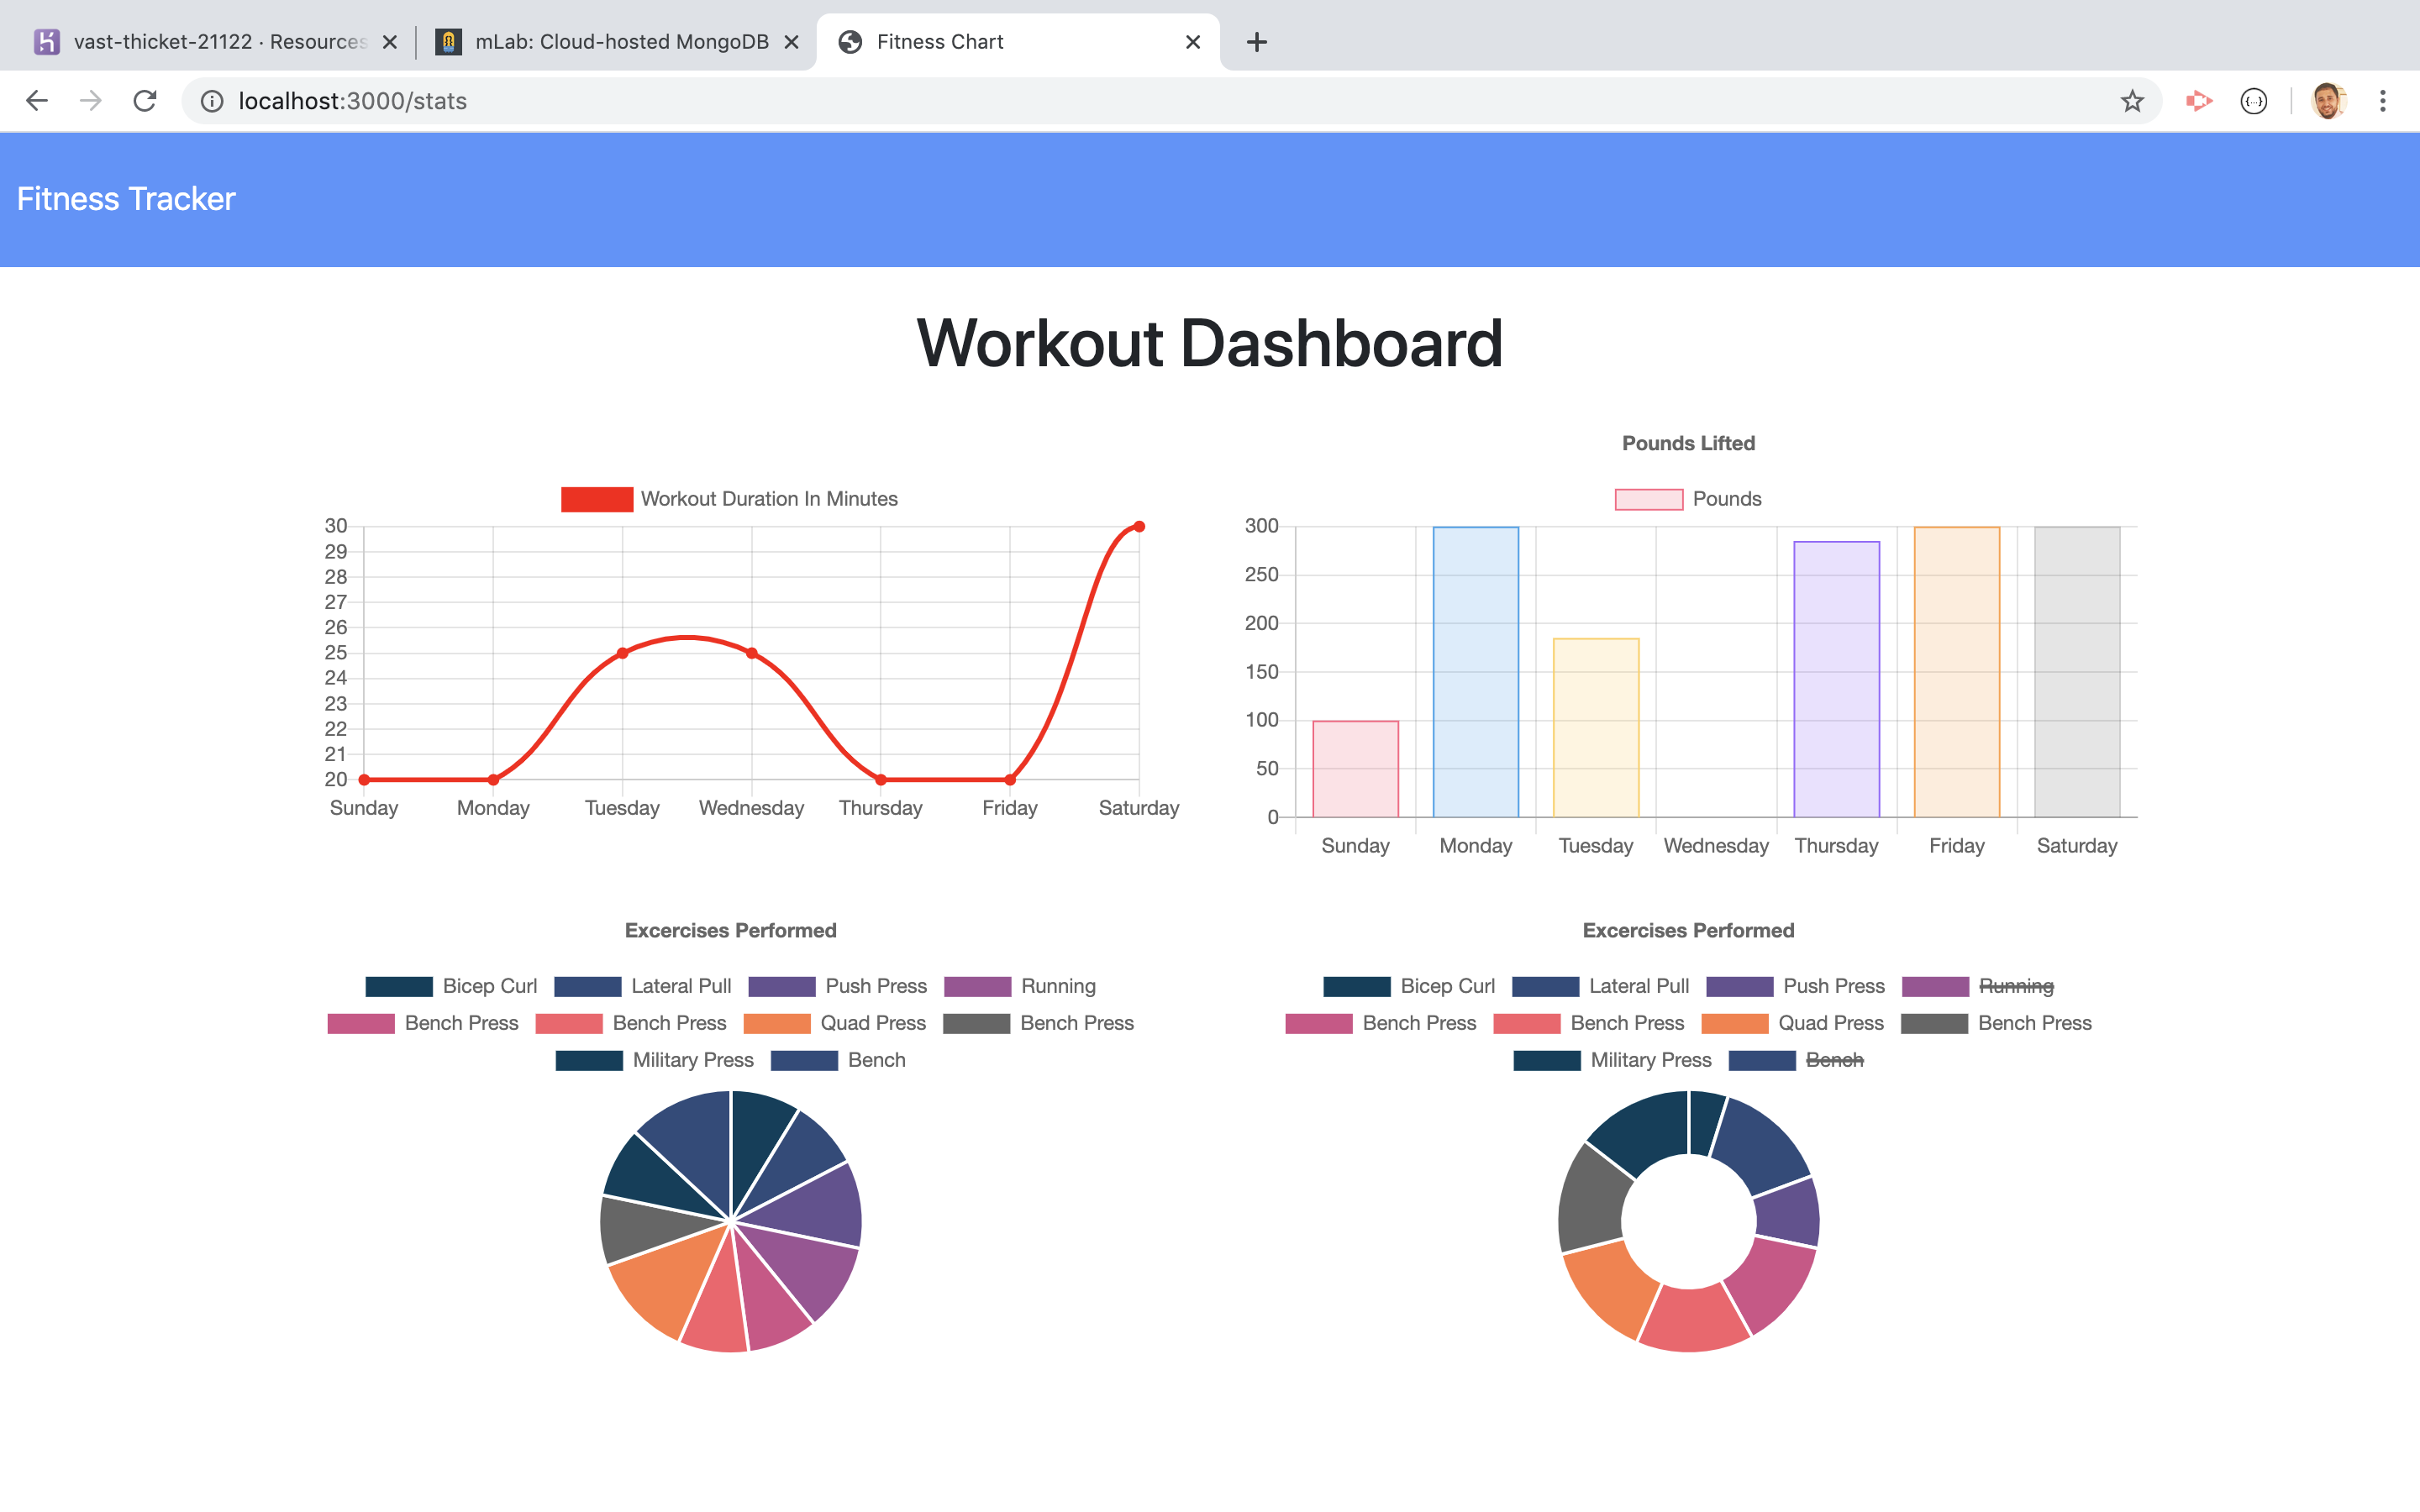 vast-thicket-21122 · Resources
mLab: Cloud-hosted MongoDB
Fitness Chart
localhost:3000/stats
Fitness Tracker
Workout Dashboard
Workout Duration In Minutes
30
29
28
27
26
25
24
23
22
21
20
Sunday Monday Tuesday Wednesday Thursday Friday Saturday
Pounds Lifted
Pounds
300
250
200
150
100
50
0
Sunday Monday Tuesday Wednesday Thursday Friday Saturday
Excercises Performed
Bicep Curl Lateral Pull Push Press Running
Bench Press Bench Press Quad Press Bench Press
Military Press Bench
Excercises Performed
Bicep Curl Lateral Pull Push Press Running
Bench Press Bench Press Quad Press Bench Press
Military Press Bench